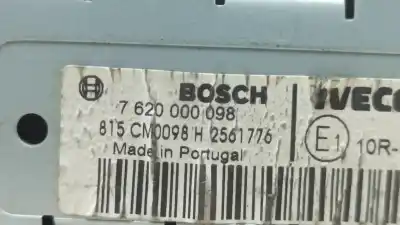 BOSCH IVECO
7 620 000 098
815 CM0098 H 2561776
Made in Portugal
E1 10R-